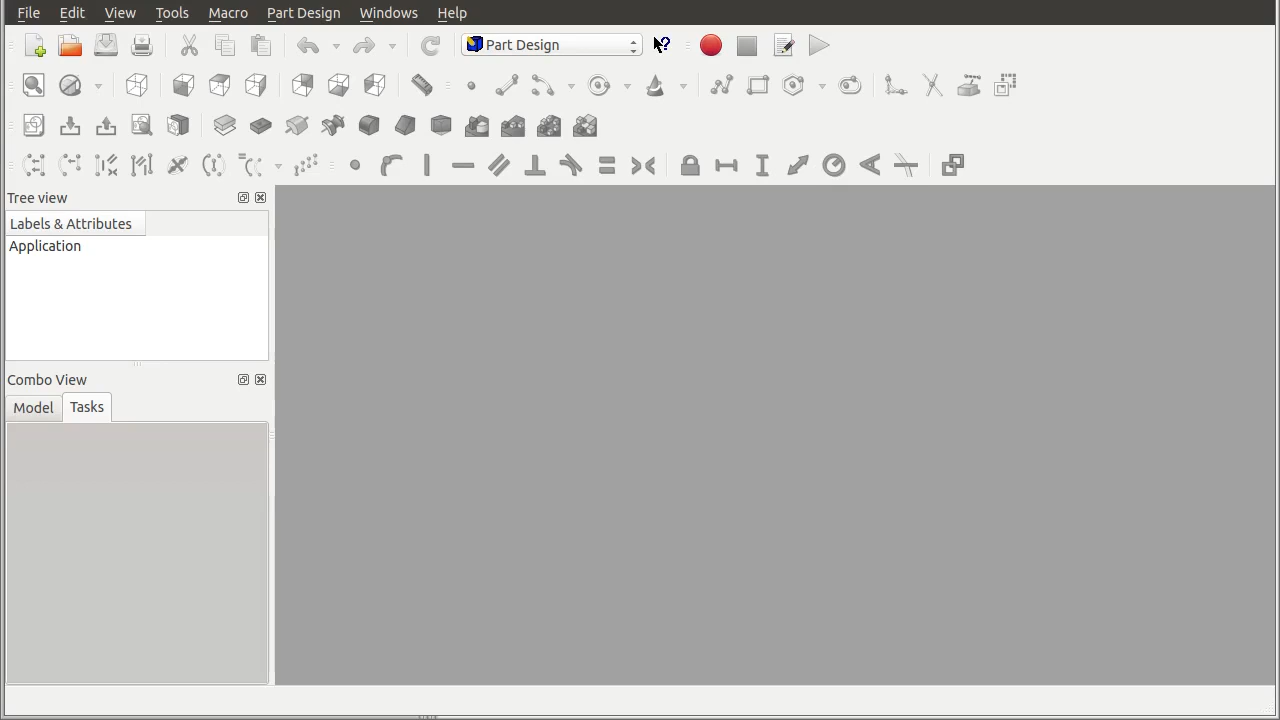 File Edit View Tools Macro Part Design Windows Help
Part Design
Tree view
Labels & Attributes
Application
Combo View
Model Tasks